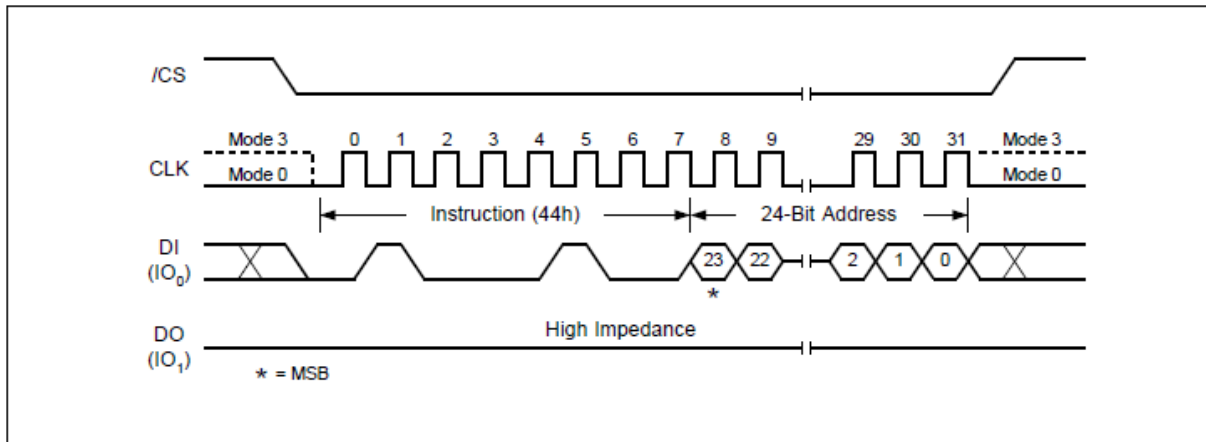 /CS
Mode 3 0 1 2 3 4 5 6 7 8 9 29 30 31 Mode 3
CLK Mode 0 Mode 0
Instruction (44h) 24-Bit Address
DI
(IO0) 23 22 2 1 0
*
DO High Impedance
(IO1)
* = MSB